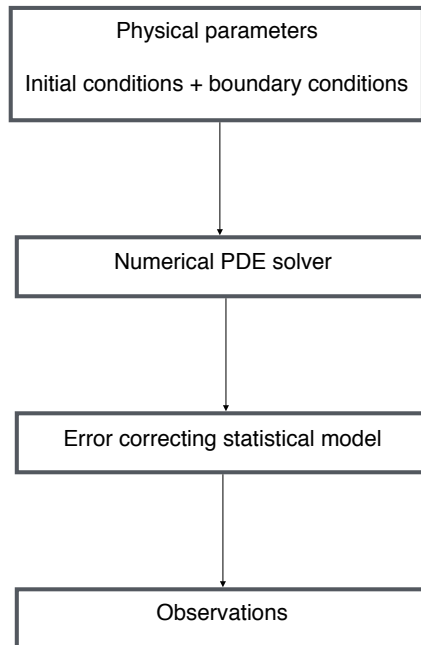 Physical parameters
Initial conditions + boundary conditions
Numerical PDE solver
Error correcting statistical model
Observations